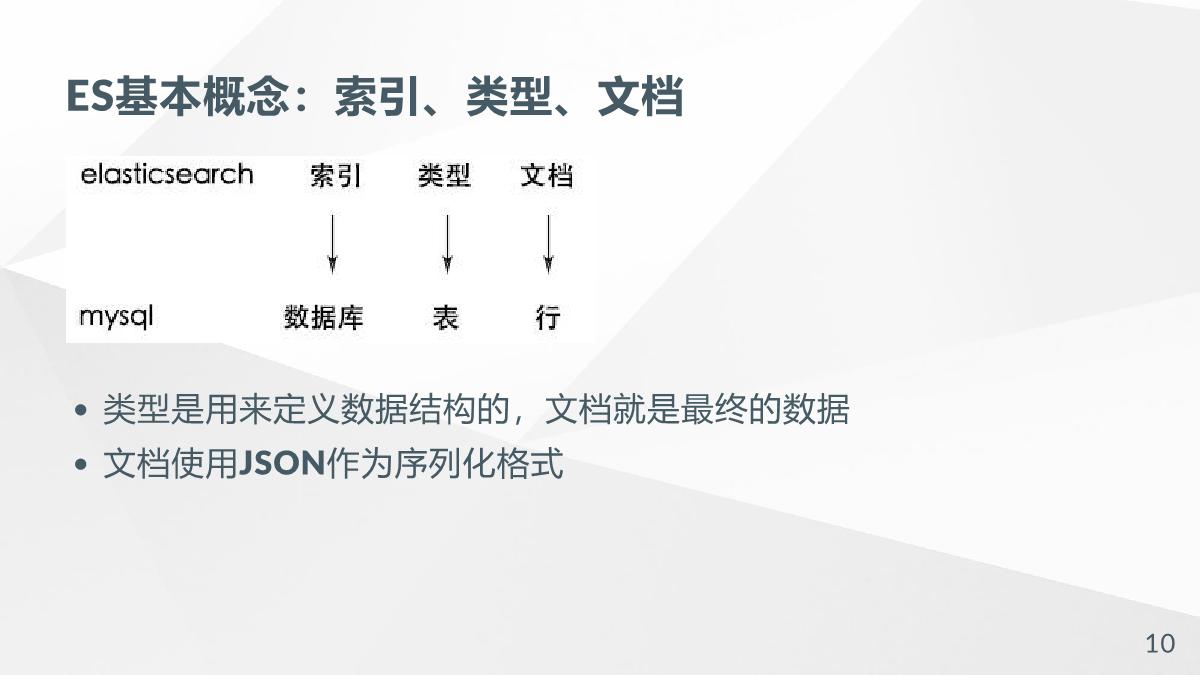 ES基本概念：索引、类型、文档
elasticsearch 索引 类型 文档
mysql 数据库 表 行
• 类型是用来定义数据结构的，文档就是最终的数据
• 文档使用JSON作为序列化格式
10